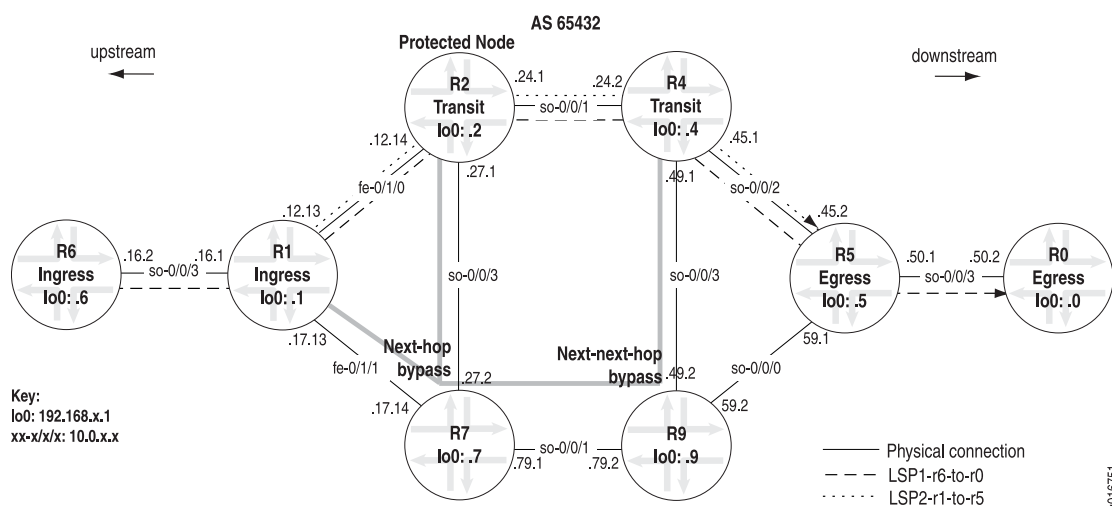 AS 65432
upstream
downstream
Protected Node
R2
Transit
lo0: .2
.24.1
.24.2
so-0/0/1
R4
Transit
lo0: .4
.12.14
.27.1
.49.1
.45.1
fe-0/1/0
so-0/0/2
.12.13
.45.2
R6
Ingress
lo0: .6
.16.2
.16.1
so-0/0/3
R1
Ingress
lo0: .1
so-0/0/3
so-0/0/3
R5
Egress
lo0: .5
.50.1
.50.2
so-0/0/3
R0
Egress
lo0: .0
.17.13
59.1
Next-hop
bypass
Next-next-hop
bypass
fe-0/1/1
so-0/0/0
.27.2
.49.2
.17.14
59.2
Key:
lo0: 192.168.x.1
xx-x/x/x: 10.0.x.x
R7
lo0: .7
.79.1
so-0/0/1
.79.2
R9
lo0: .9
Physical connection
LSP1-r6-to-r0
LSP2-r1-to-r5